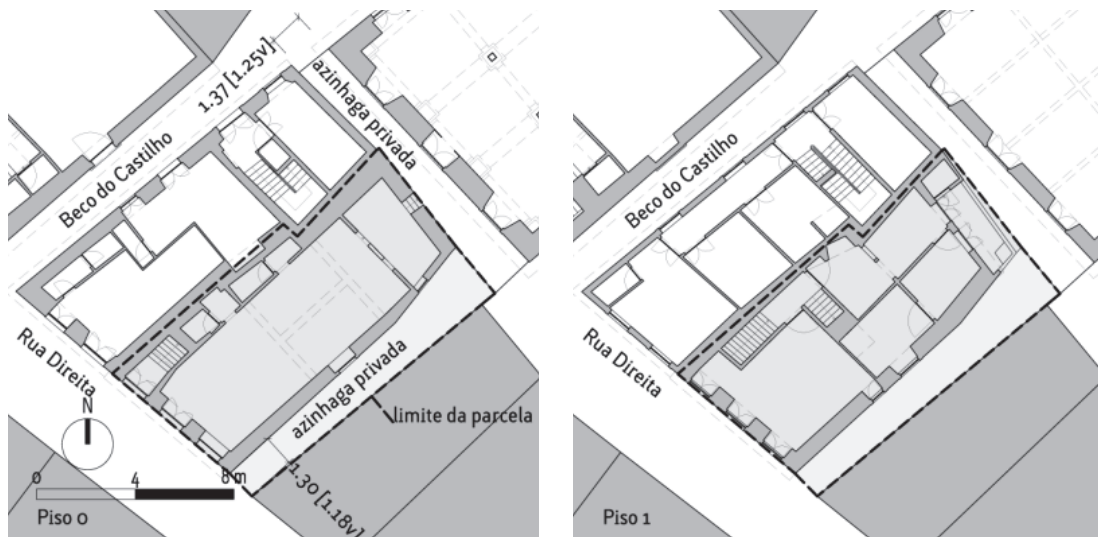 1.37 [1.25v]
azinhaga privada
Beco do Castilho
Rua Direita
azinhaga privada
limite da parcela
N
0 4 8 m
1.30 [1.18v]
Piso 0
Beco do Castilho
Rua Direita
Piso 1